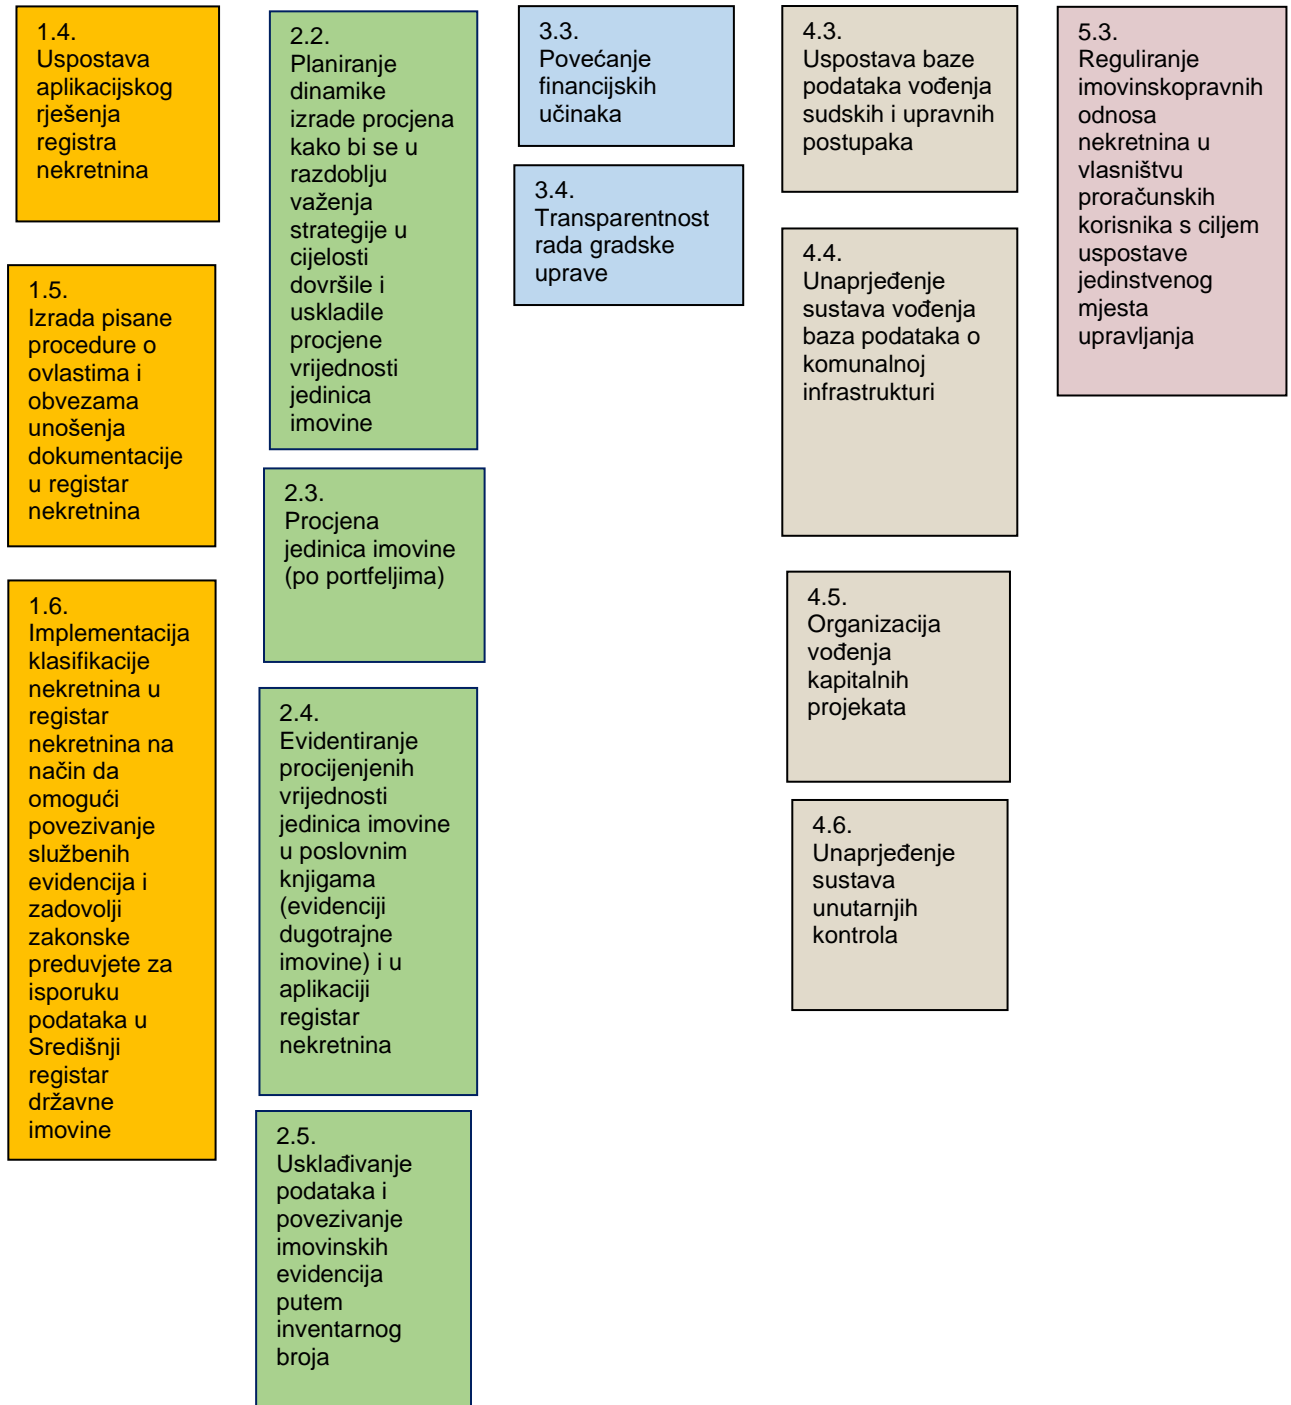 1.4.
Uspostava
aplikacijskog
rješenja
registra
nekretnina
1.5.
Izrada pisane
procedure o
ovlastima i
obvezama
unošenja
dokumentacije
u registar
nekretnina
1.6.
Implementacija
klasifikacije
nekretnina u
registar
nekretnina na
način da
omogući
povezivanje
službenih
evidencija i
zadovolji
zakonske
preduvjete za
isporuku
podataka u
Središnji
registar
državne
imovine
2.2.
Planiranje
dinamike
izrade procjena
kako bi se u
razdoblju
važenja
strategije u
cijelosti
dovršile i
uskladile
procjene
vrijednosti
jedinica
imovine
2.3.
Procjena
jedinica imovine
(po portfeljima)
2.4.
Evidentiranje
procijenjenih
vrijednosti
jedinica imovine
u poslovnim
knjigama
(evidenciji
dugotrajne
imovine) i u
aplikaciji
registar
nekretnina
2.5.
Usklađivanje
podataka i
povezivanje
imovinskih
evidencija
putem
inventarnog
broja
3.3.
Povećanje
financijskih
učinaka
3.4.
Transparentnost
rada gradske
uprave
4.3.
Uspostava baze
podataka vođenja
sudskih i upravnih
postupaka
4.4.
Unaprjeđenje
sustava vođenja
baza podataka o
komunalnoj
infrastrukturi
4.5.
Organizacija
vođenja
kapitalnih
projekata
4.6.
Unaprjeđenje
sustava
unutarnjih
kontrola
5.3.
Reguliranje
imovinskopravnih
odnosa
nekretnina u
vlasništvu
proračunskih
korisnika s ciljem
uspostave
jedinstvenog
mjesta
upravljanja